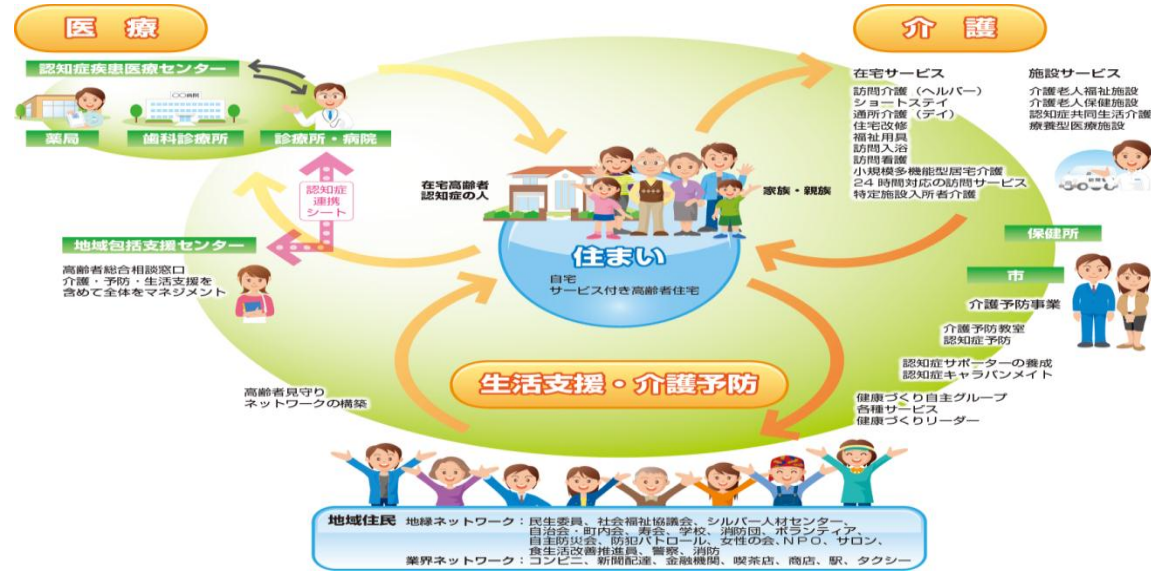 医療
認知症疾患医療センター
〇〇病院
薬局
歯科診療所
診療所・病院
認知症
連携
シート
地域包括支援センター
高齢者総合相談窓口
介護・予防・生活支援を
含めて全体をマネジメント
在宅高齢者
認知症の人
家族・親族
住まい
自宅
サービス付き高齢者住宅
介護
在宅サービス
訪問介護（ヘルパー）
ショートステイ
通所介護（デイ）
住宅改修
福祉用具
訪問入浴
訪問看護
小規模多機能型居宅介護
24時間対応の訪問サービス
特定施設入所者介護
施設サービス
介護老人福祉施設
介護老人保健施設
認知症共同生活介護
療養型医療施設
保健所
市
介護予防事業
介護予防教室
認知症予防
認知症サポーターの養成
認知症キャラバンメイト
健康づくり自主グループ
各種サービス
健康づくりリーダー
生活支援・介護予防
高齢者見守り
ネットワークの構築
地域住民 地縁ネットワーク：民生委員、社会福祉協議会、シルバー人材センター、
自治会・町内会、寿会、学校、消防団、ボランティア、
自主防災会、防犯パトロール、女性の会、NPO、サロン、
食生活改善推進員、警察、消防
業界ネットワーク：コンビニ、新聞配達、金融機関、喫茶店、商店、駅、タクシー